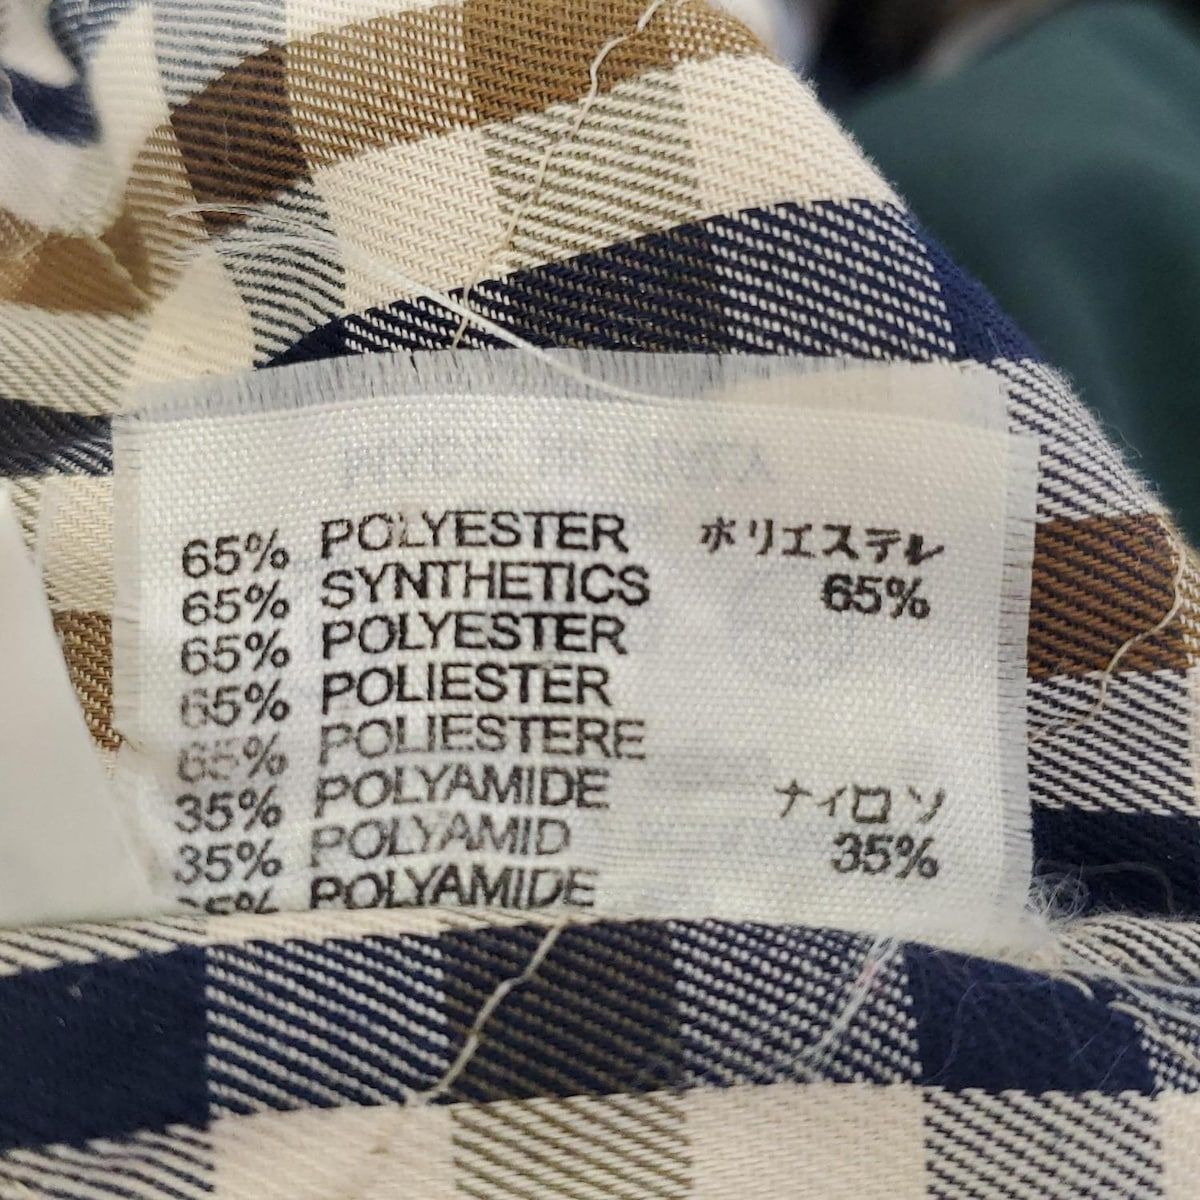 65% POLYESTER ポリエステル
65% SYNTHETICS 65%
65% POLYESTER
65% POLIESTER
65% POLIESTERE
35% POLYAMIDE ナイロン
35% POLYAMID 35%
35% POLYAMIDE